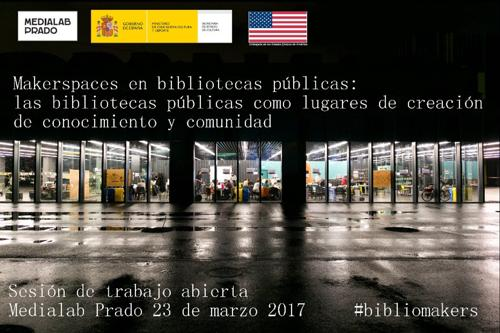 MEDIALAB
PRADO
GOBIERNO
DE ESPAÑA
MINISTERIO
DE EDUCACIÓN, CULTURA
Y DEPORTE
SECRETARÍA
DE ESTADO
DE CULTURA
Embajada de los Estados Unidos de América
Makerspaces en bibliotecas públicas:
las bibliotecas públicas como lugares de creación
de conocimiento y comunidad
Sesión de trabajo abierta
Medialab Prado 23 de marzo 2017 #bibliomakers